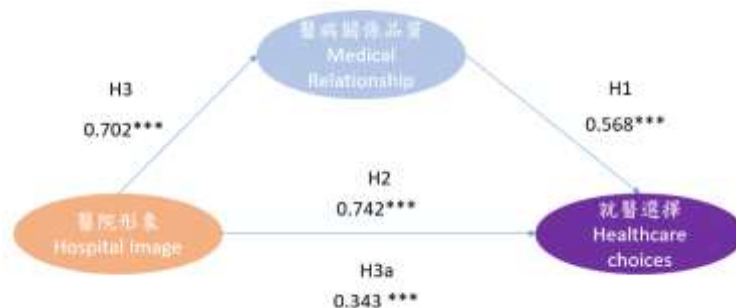 醫病關係品質
Medical
Relationship
H3
0.702***
H1
0.568***
H2
0.742***
醫院形象
Hospital Image
就醫選擇
Healthcare
choices
H3a
0.343 ***